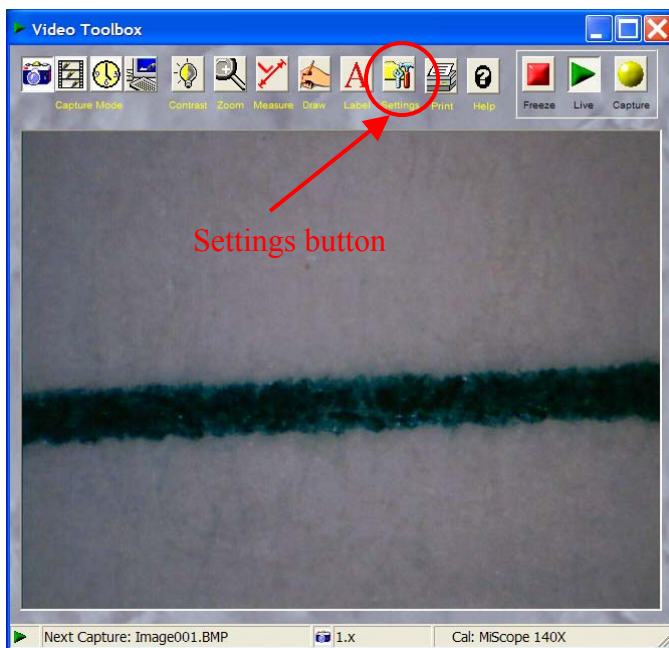 Video Toolbox
Capture Mode Contrast Zoom Measure Draw Label Settings Print Help Freeze Live Capture
Settings button
Next Capture: Image001.BMP 1.x Cal: MiScope 140X